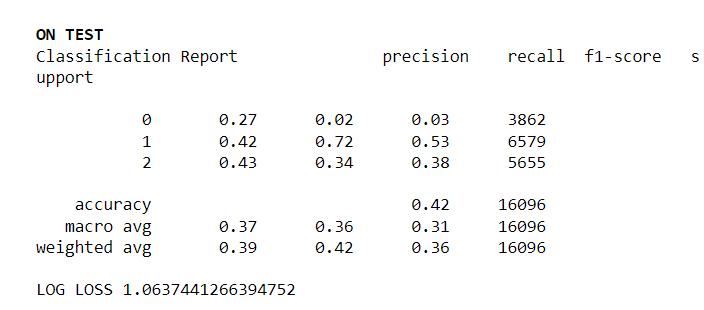 ON TEST
Classification Report               precision    recall  f1-score   s
upport

           0       0.27      0.02      0.03      3862
           1       0.42      0.72      0.53      6579
           2       0.43      0.34      0.38      5655

    accuracy                           0.42     16096
   macro avg       0.37      0.36      0.31     16096
weighted avg       0.39      0.42      0.36     16096

LOG LOSS 1.0637441266394752